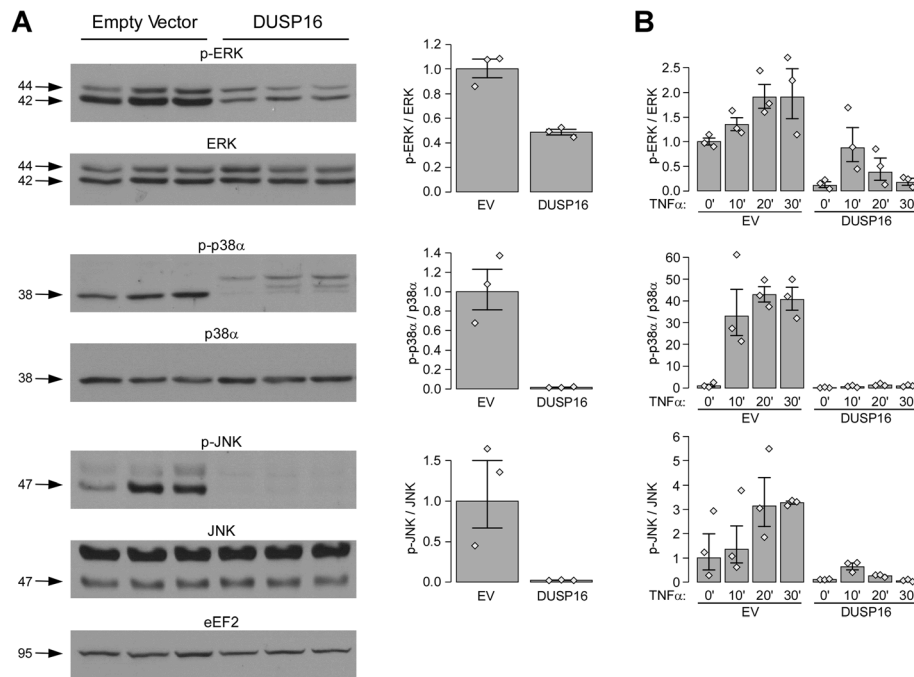 A
Empty Vector DUSP16
p-ERK
44
42
ERK
44
42
p-p38α
38
p38α
38
p-JNK
47
JNK
47
eEF2
95
p-ERK / ERK
1.2
1.0
0.8
0.6
0.4
0.2
0.0
EV DUSP16
p-p38α / p38α
1.4
1.2
1.0
0.8
0.6
0.4
0.2
0.0
EV DUSP16
p-JNK / JNK
1.5
1.0
0.5
0.0
EV DUSP16
B
p-ERK / ERK
2.5
2.0
1.5
1.0
0.5
0.0
TNFα: 0' 10' 20' 30' 0' 10' 20' 30'
EV DUSP16
p-p38α / p38α
60
50
40
30
20
10
0
TNFα: 0' 10' 20' 30' 0' 10' 20' 30'
EV DUSP16
p-JNK / JNK
6
5
4
3
2
1
0
TNFα: 0' 10' 20' 30' 0' 10' 20' 30'
EV DUSP16